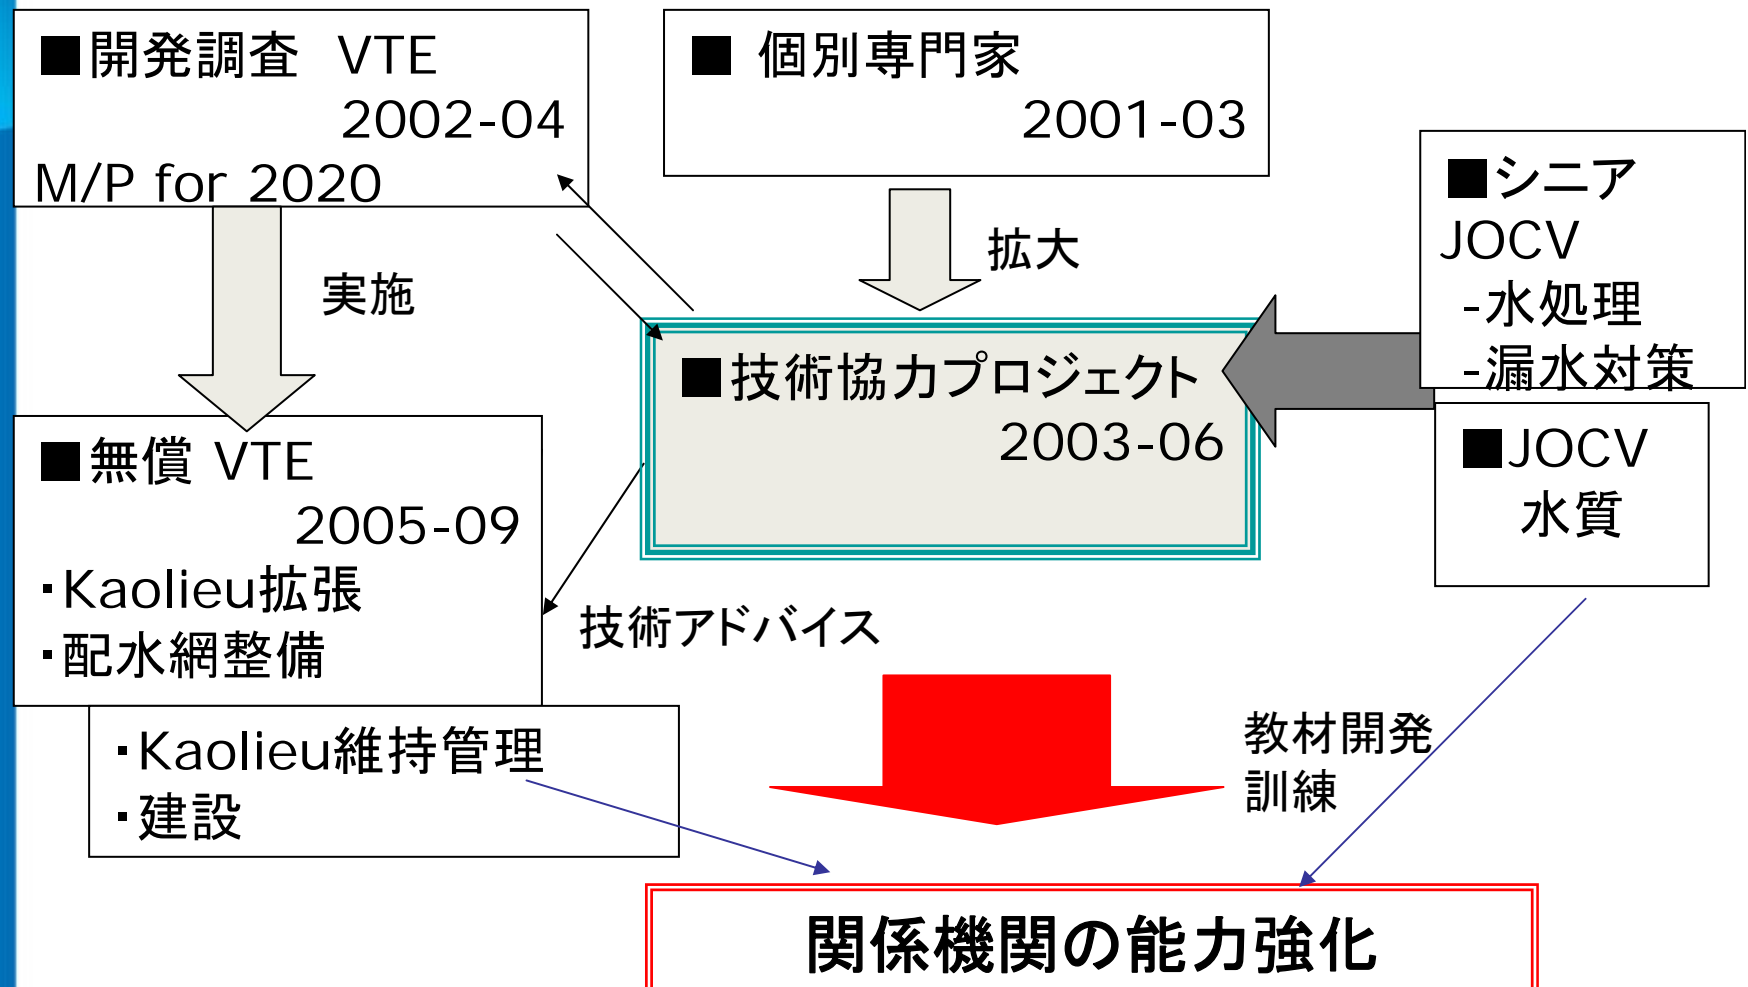 ■開発調査 VTE
2002-04
M/P for 2020
■ 個別専門家
2001-03
■シニア
JOCV
-水処理
-漏水対策
拡大
実施
■技術協力プロジェクト
2003-06
■JOCV
水質
■無償 VTE
2005-09
・Kaolieu拡張
・配水網整備
技術アドバイス
・Kaolieu維持管理
・建設
教材開発
訓練
関係機関の能力強化